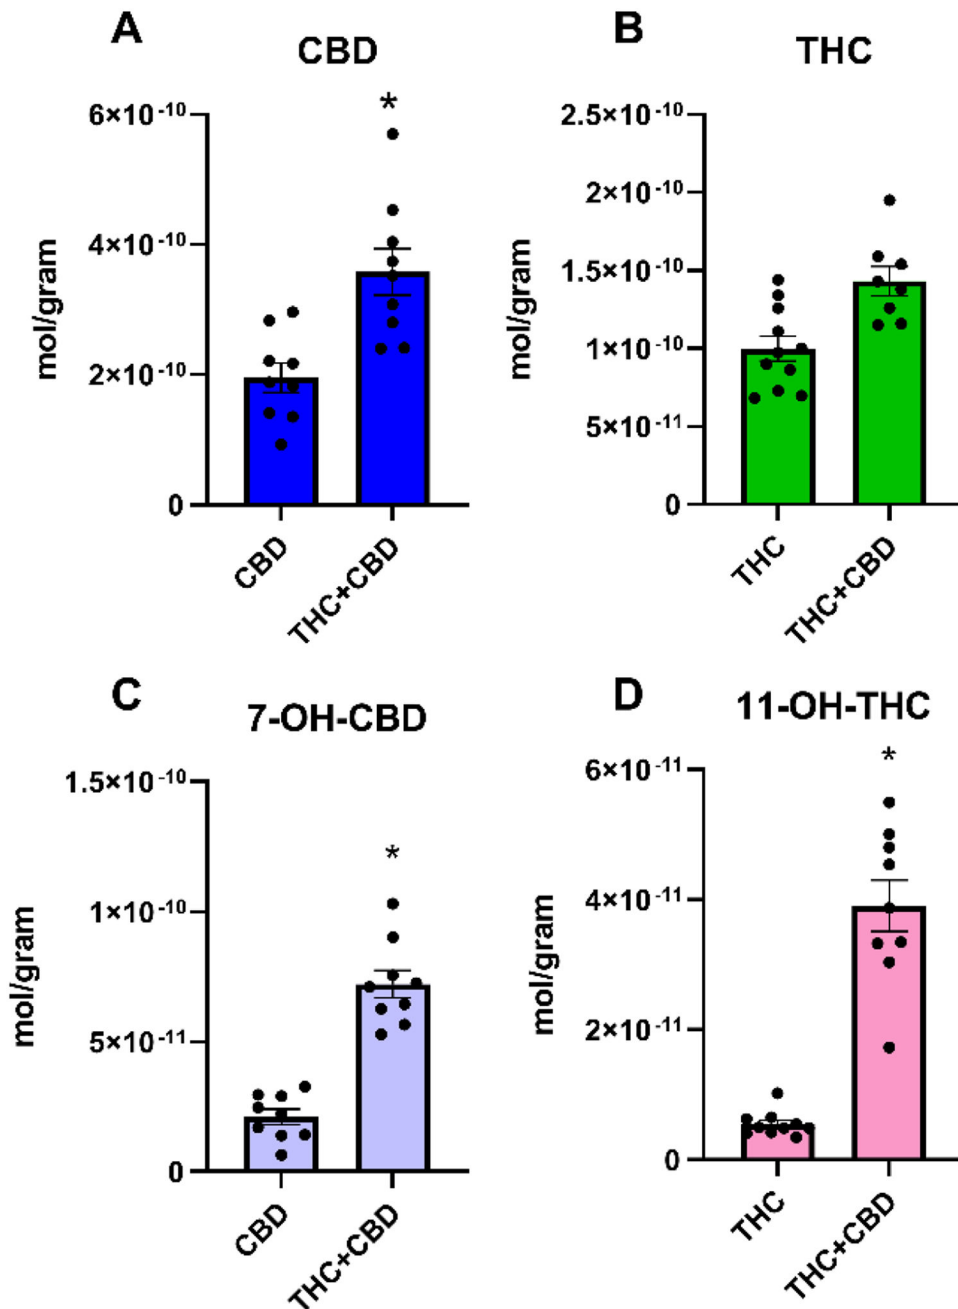 A
CBD
*
6×10⁻¹⁰
4×10⁻¹⁰
2×10⁻¹⁰
0
mol/gram
CBD
THC+CBD
B
THC
2.5×10⁻¹⁰
2×10⁻¹⁰
1.5×10⁻¹⁰
1×10⁻¹⁰
5×10⁻¹¹
0
mol/gram
THC
THC+CBD
C
7-OH-CBD
*
1.5×10⁻¹⁰
1×10⁻¹⁰
5×10⁻¹¹
0
mol/gram
CBD
THC+CBD
D
11-OH-THC
*
6×10⁻¹¹
4×10⁻¹¹
2×10⁻¹¹
0
mol/gram
THC
THC+CBD